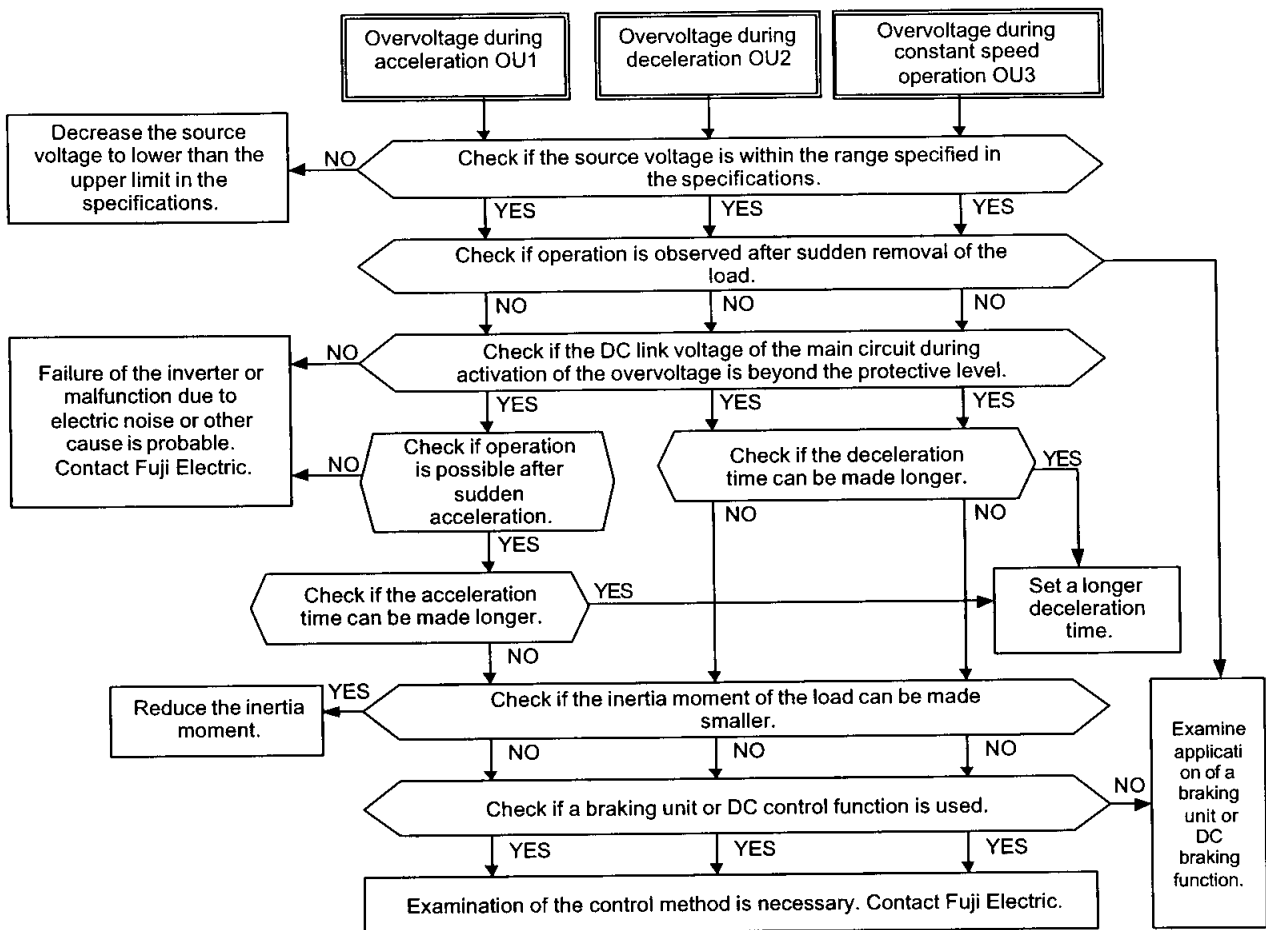 Overvoltage during
acceleration OU1
Overvoltage during
deceleration OU2
Overvoltage during
constant speed
operation OU3
Decrease the source
voltage to lower than the
upper limit in the
specifications.
NO
Check if the source voltage is within the range specified in
the specifications.
YES
YES
YES
Check if operation is observed after sudden removal of the
load.
NO
NO
NO
Failure of the inverter or
malfunction due to
electric noise or other
cause is probable.
Contact Fuji Electric.
NO
Check if the DC link voltage of the main circuit during
activation of the overvoltage is beyond the protective level.
YES
YES
YES
NO
Check if operation
is possible after
sudden
acceleration.
Check if the deceleration
time can be made longer.
YES
NO
NO
YES
Check if the acceleration
time can be made longer.
YES
Set a longer
deceleration
time.
NO
Reduce the inertia
moment.
YES
Check if the inertia moment of the load can be made
smaller.
NO
NO
NO
Check if a braking unit or DC control function is used.
NO
Examine
applicati
on of a
braking
unit or
DC
braking
function.
YES
YES
YES
Examination of the control method is necessary. Contact Fuji Electric.